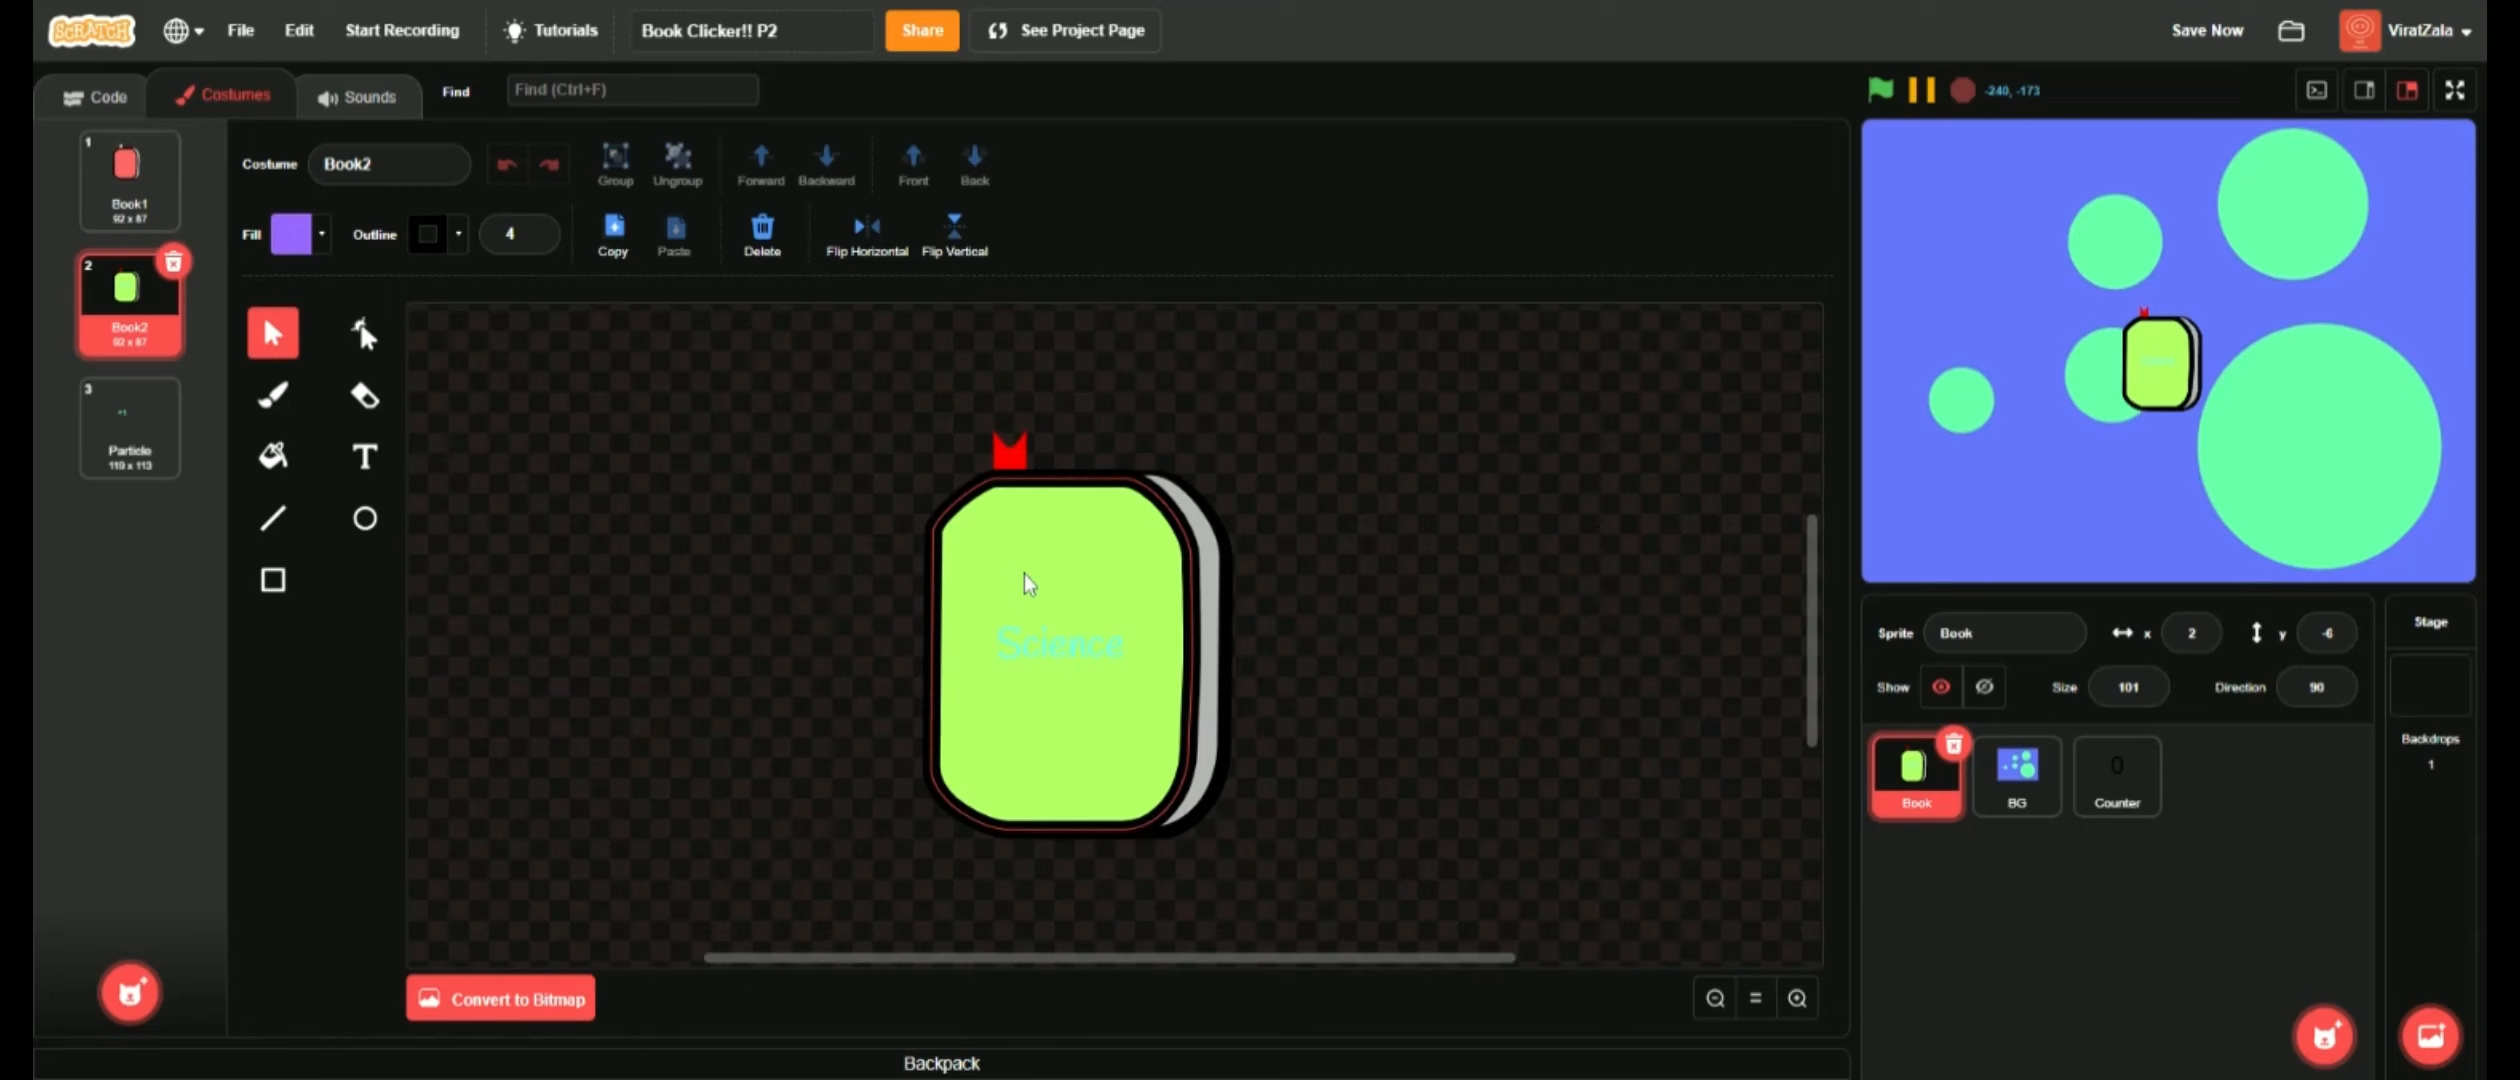 SCRATCH
File
Edit
Start Recording
Tutorials
Book Clicker!! P2
Share
See Project Page
Save Now
ViratZala
Code
Costumes
Sounds
Find
Find (Ctrl+F)
-240, -173
1
Book1
92 x 87
2
Book2
92 x 87
3
+1
Particle
119 x 113
Costume
Book2
Group
Ungroup
Forward
Backward
Front
Back
Fill
Outline
4
Copy
Paste
Delete
Flip Horizontal
Flip Vertical
T
Science
Convert to Bitmap
Sprite
Book
x
2
y
-6
Show
Size
101
Direction
90
Book
BG
0
Counter
Stage
Backdrops
1
Backpack